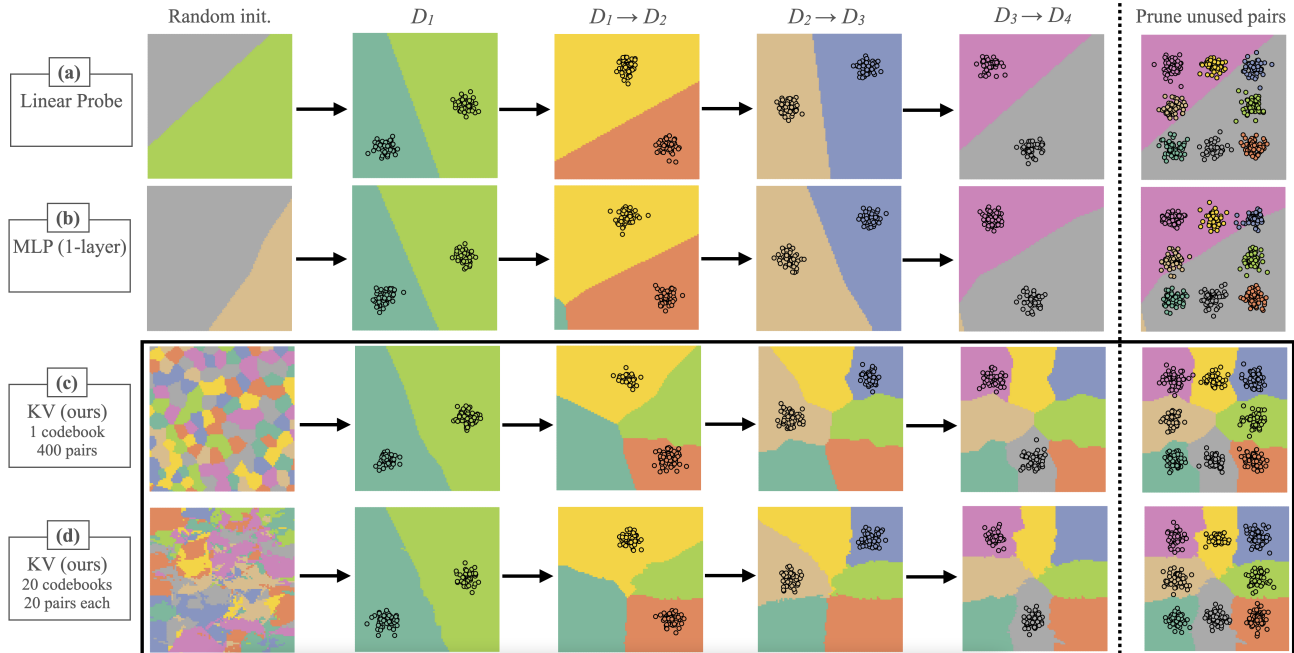 Random init.
D₁
D₁ → D₂
D₂ → D₃
D₃ → D₄
Prune unused pairs
(a)
Linear Probe
(b)
MLP (1-layer)
(c)
KV (ours)
1 codebook
400 pairs
(d)
KV (ours)
20 codebooks
20 pairs each